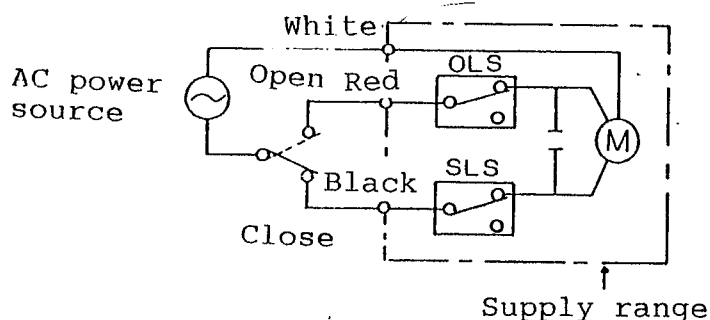 White
AC power
source
Open Red
OLS
M
SLS
Black
Close
Supply range